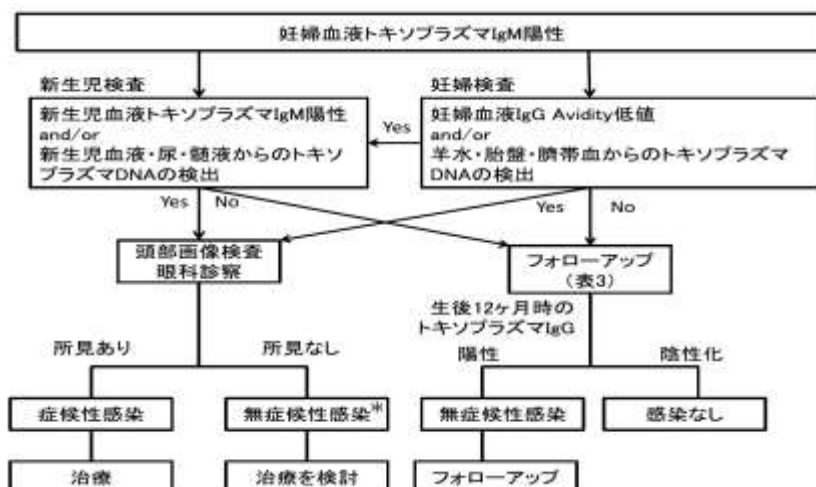 妊婦血液トキソプラズマIgM陽性
新生児検査
妊婦検査
新生児血液トキソプラズマIgM陽性
and/or
新生児血液・尿・髄液からのトキソ
プラズマDNAの検出
Yes
妊婦血液IgG Avidity低値
and/or
羊水・胎盤・臍帯血からのトキソプラズマ
DNAの検出
Yes
No
Yes
No
頭部画像検査
眼科診察
フォローアップ
(表3)
生後12ヶ月時の
トキソプラズマIgG
所見あり
所見なし
陽性
陰性化
症候性感染
無症候性感染*
無症候性感染
感染なし
治療
治療を検討
フォローアップ